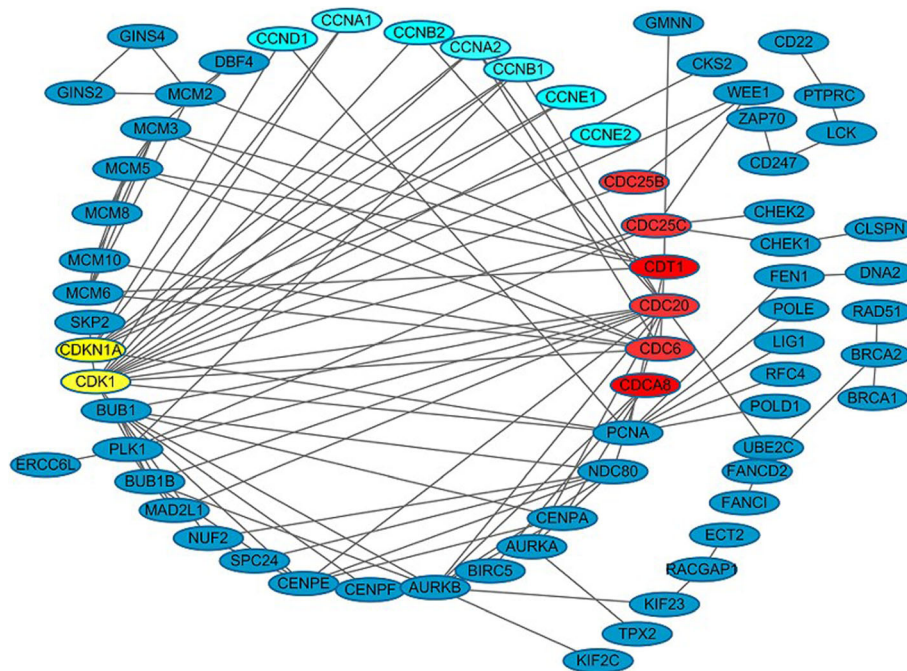 GMNN
CCNA1
GINS4
CCND1
CCNB2
CD22
CCNA2
DBF4
CKS2
CCNB1
GINS2
MCM2
WEE1
PTPRC
CCNE1
ZAP70
MCM3
LCK
CCNE2
CD247
MCM5
CDC25B
MCM8
CHEK2
CDC25C
CLSPN
CHEK1
MCM10
CDT1
FEN1
DNA2
MCM6
CDC20
POLE
RAD51
SKP2
LIG1
CDKN1A
CDC6
BRCA2
RFC4
CDK1
CDCA8
BRCA1
POLD1
BUB1
PCNA
UBE2C
PLK1
ERCC6L
NDC80
FANCD2
BUB1B
FANCI
MAD2L1
CENPA
NUF2
ECT2
AURKA
SPC24
BIRC5
RACGAP1
CENPE
CENPF
AURKB
KIF23
TPX2
KIF2C